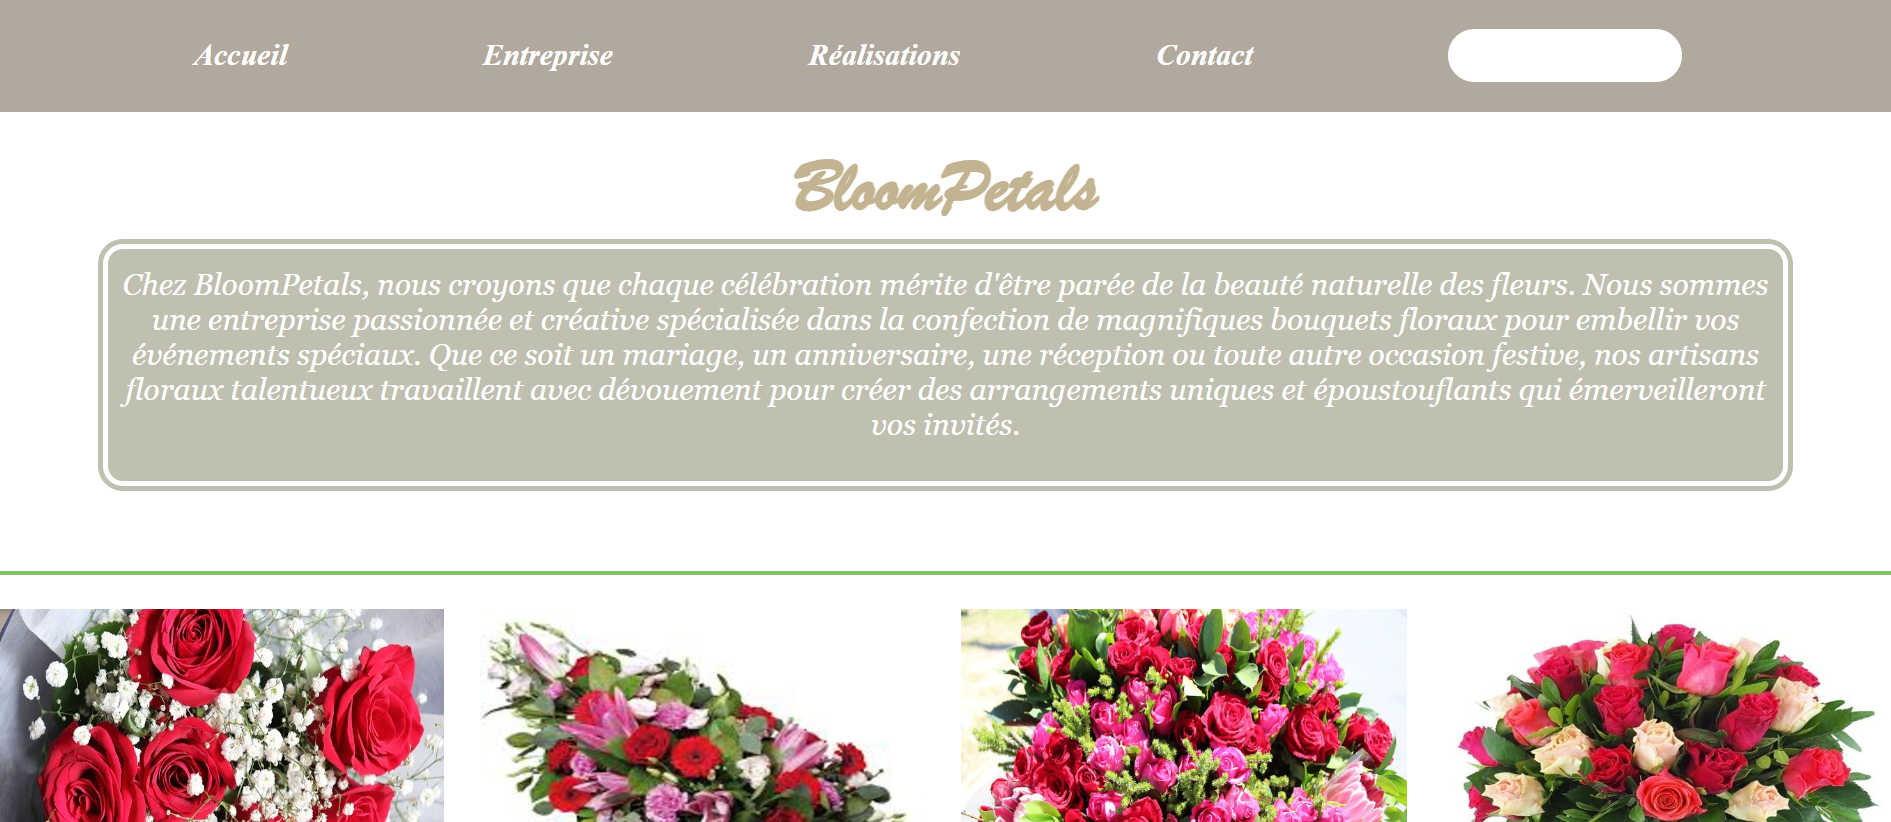 Accueil Entreprise Réalisations Contact
BloomPetals
Chez BloomPetals, nous croyons que chaque célébration mérite d'être parée de la beauté naturelle des fleurs. Nous sommes
une entreprise passionnée et créative spécialisée dans la confection de magnifiques bouquets floraux pour embellir vos
événements spéciaux. Que ce soit un mariage, un anniversaire, une réception ou toute autre occasion festive, nos artisans
floraux talentueux travaillent avec dévouement pour créer des arrangements uniques et époustouflants qui émerveilleront
vos invités.